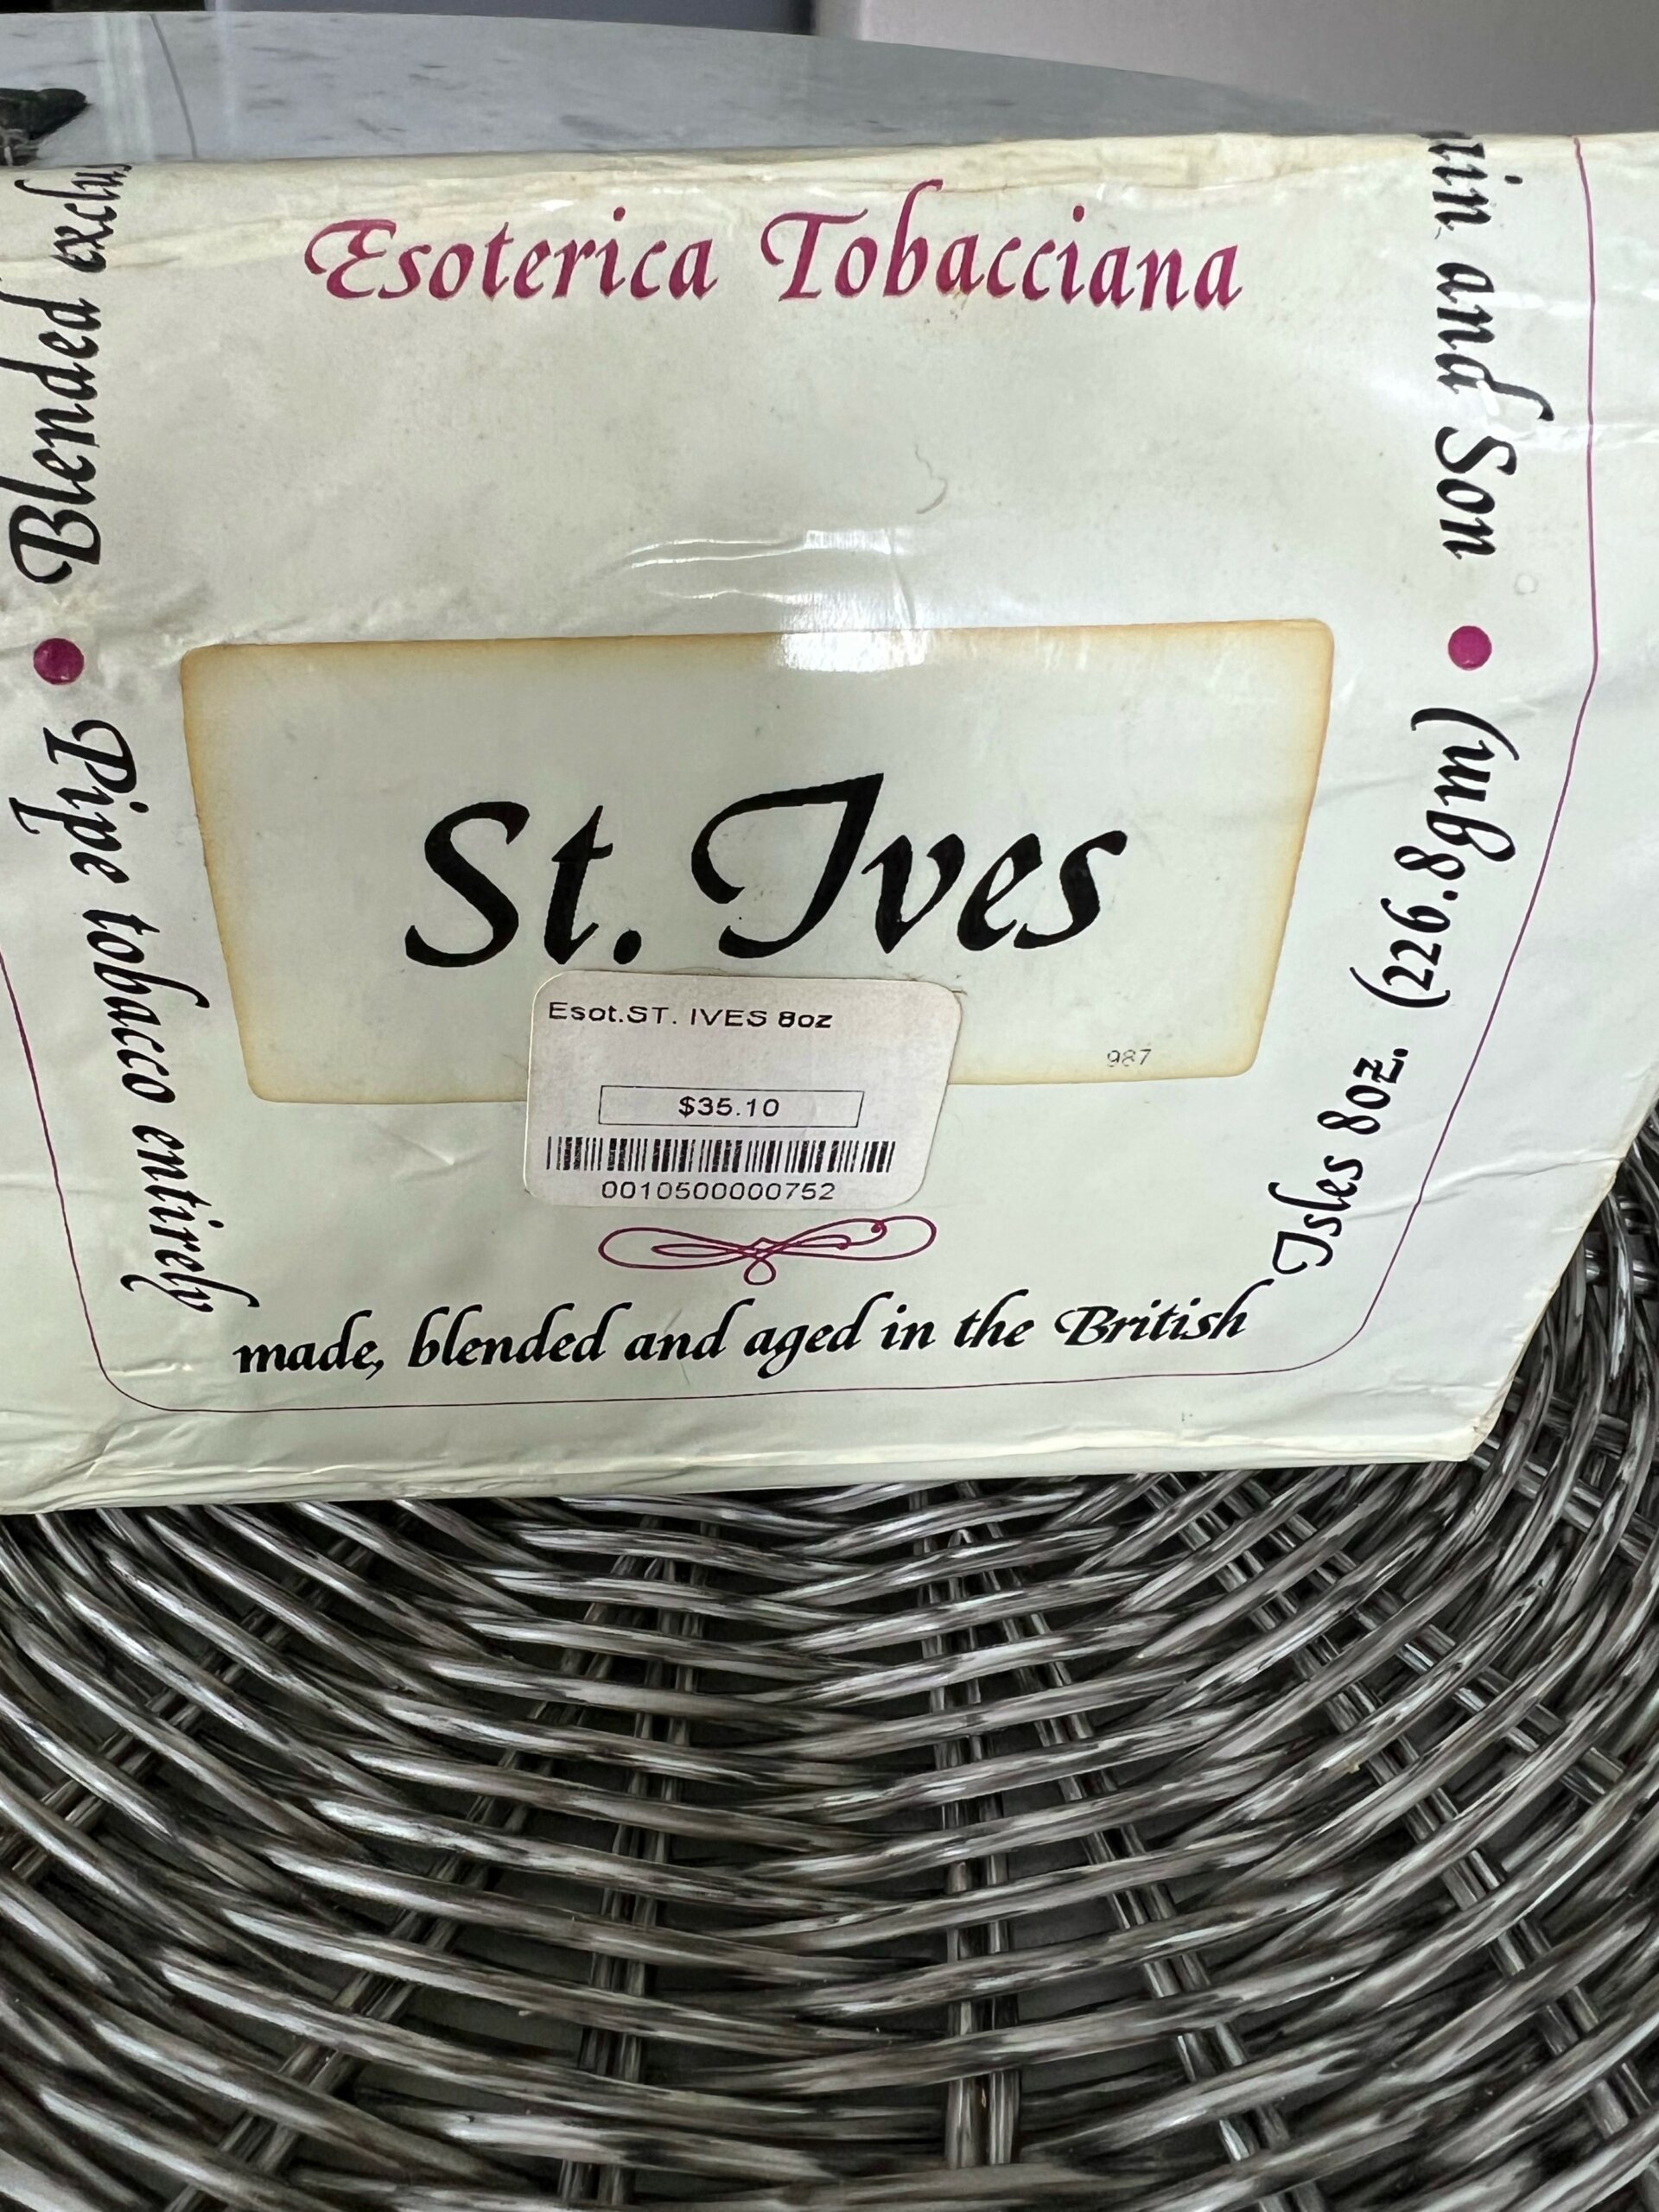 Esoterica Tobacciana
Blended
and Son
St. Ives
987
Esot.ST. IVES 8oz
$35.10
0010500000752
Pipe tobacco entirely
made, blended and aged in the British
Isles 8oz. (226.8gm)